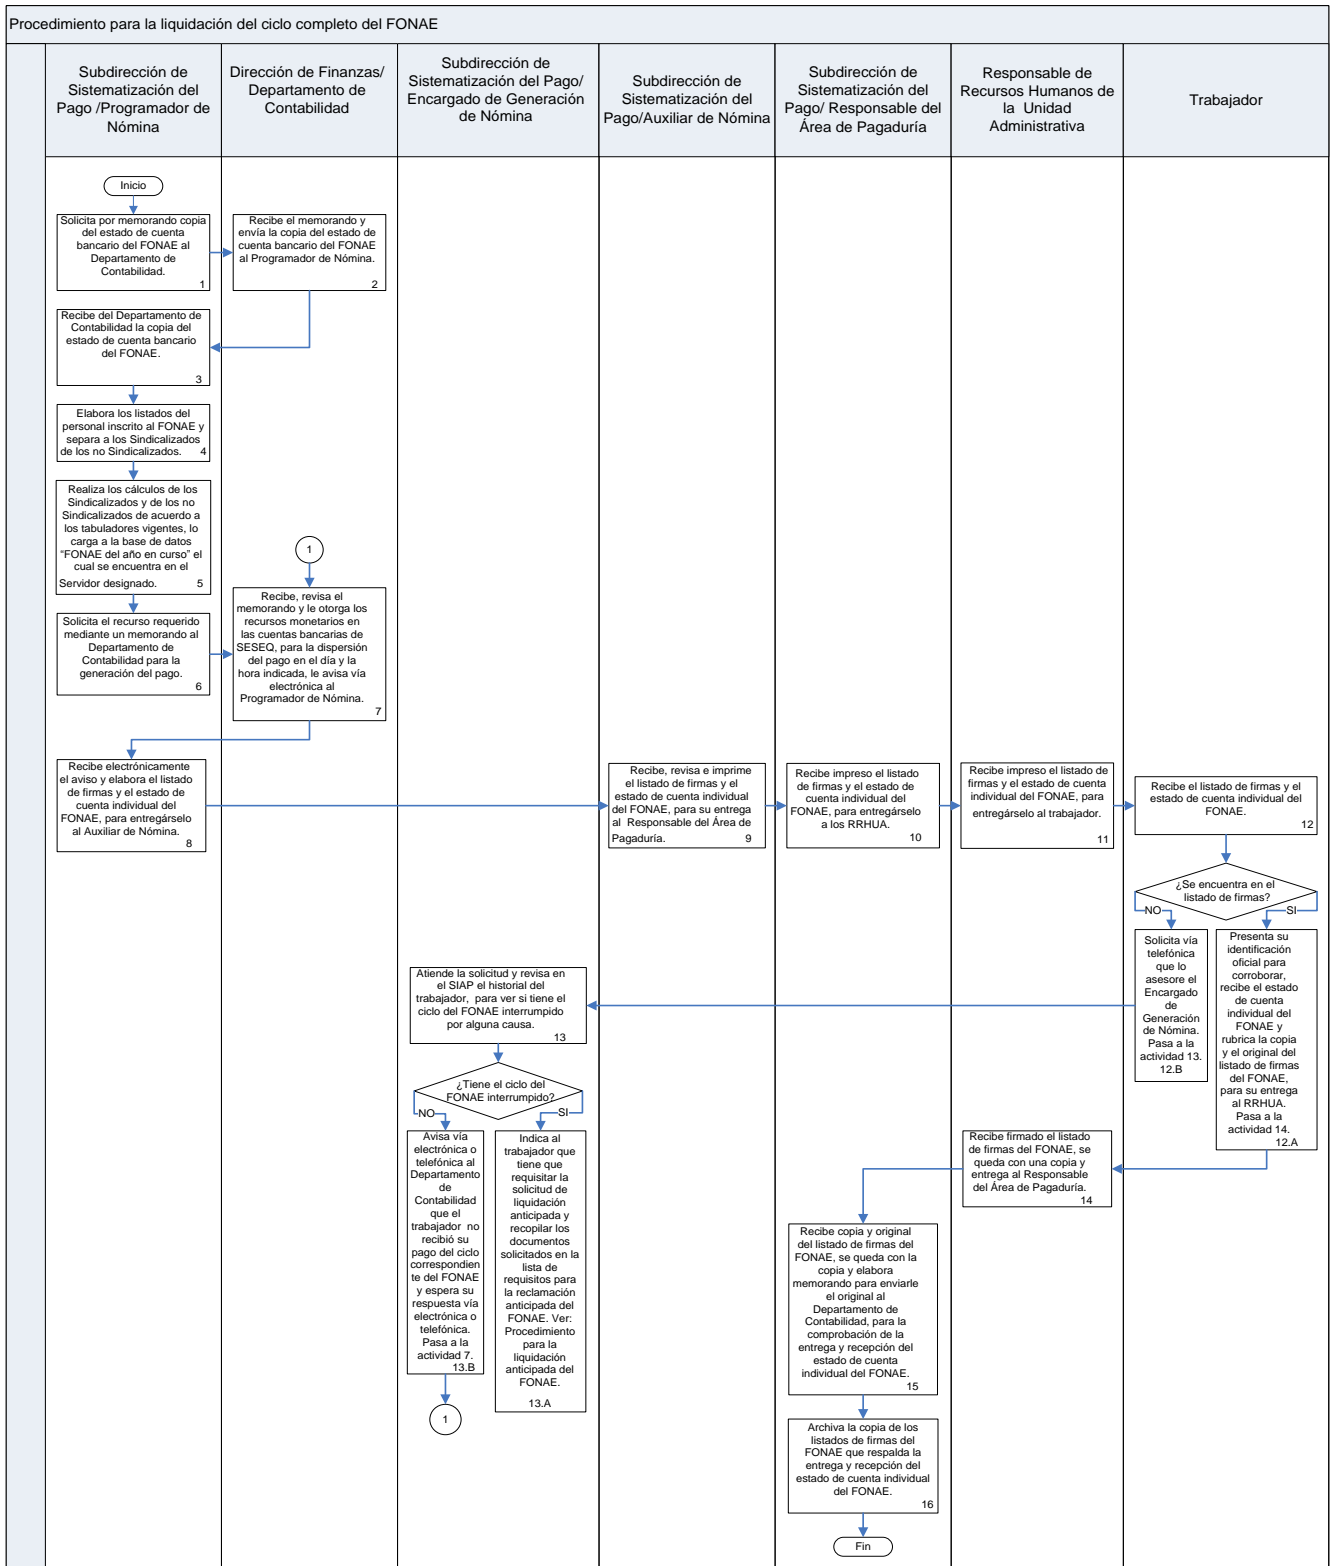 Procedimiento para la liquidación del ciclo completo del FONAE
Subdirección de
Sistematización del
Pago /Programador de
Nómina
Dirección de Finanzas/
Departamento de
Contabilidad
Subdirección de
Sistematización del Pago/
Encargado de Generación
de Nómina
Subdirección de
Sistematización del
Pago/Auxiliar de Nómina
Subdirección de
Sistematización del
Pago/ Responsable del
Área de Pagaduría
Responsable de
Recursos Humanos de
la Unidad
Administrativa
Trabajador
Inicio
Solicita por memorando copia
del estado de cuenta
bancario del FONAE al
Departamento de
Contabilidad.
1
Recibe el memorando y
envía la copia del estado de
cuenta bancario del FONAE
al Programador de Nómina.
2
Recibe del Departamento de
Contabilidad la copia del
estado de cuenta bancario
del FONAE.
3
Elabora los listados del
personal inscrito al FONAE y
separa a los Sindicalizados
de los no Sindicalizados. 4
Realiza los cálculos de los
Sindicalizados y de los no
Sindicalizados de acuerdo a
los tabuladores vigentes, lo
carga a la base de datos
“FONAE del año en curso” el
cual se encuentra en el
Servidor designado. 5
Solicita el recurso requerido
mediante un memorando al
Departamento de
Contabilidad para la
generación del pago.
6
1
Recibe, revisa el
memorando y le otorga los
recursos monetarios en
las cuentas bancarias de
SESEQ, para la dispersión
del pago en el día y la
hora indicada, le avisa vía
electrónica al
Programador de Nómina.
7
Recibe electrónicamente
el aviso y elabora el listado
de firmas y el estado de
cuenta individual del
FONAE, para entregárselo
al Auxiliar de Nómina.
8
Recibe, revisa e imprime
el listado de firmas y el
estado de cuenta individual
del FONAE, para su entrega
al Responsable del Área de
Pagaduría. 9
Recibe impreso el listado
de firmas y el estado de
cuenta individual del
FONAE, para entregárselo
a los RRHUA.
10
Recibe impreso el listado de
firmas y el estado de cuenta
individual del FONAE, para
entregárselo al trabajador.
11
Recibe el listado de firmas y el
estado de cuenta individual del
FONAE.
12
¿Se encuentra en el
listado de firmas?
NO
SI
Solicita vía
telefónica
que lo
asesore el
Encargado
de
Generación
de Nómina.
Pasa a la
actividad 13.
12.B
Presenta su
identificación
oficial para
corroborar,
recibe el estado
de cuenta
individual del
FONAE y
rubrica la copia
y el original del
listado de firmas
del FONAE,
para su entrega
al RRHUA.
Pasa a la
actividad 14.
12.A
Atiende la solicitud y revisa en
el SIAP el historial del
trabajador, para ver si tiene el
ciclo del FONAE interrumpido
por alguna causa.
13
¿Tiene el ciclo del
FONAE interrumpido?
NO
SI
Avisa vía
electrónica o
telefónica al
Departamento
de
Contabilidad
que el
trabajador no
recibió su
pago del ciclo
correspondien
te del FONAE
y espera su
respuesta vía
electrónica o
telefónica.
Pasa a la
actividad 7.
13.B
1
Indica al
trabajador que
tiene que
requisitar la
solicitud de
liquidación
anticipada y
recopilar los
documentos
solicitados en la
lista de
requisitos para
la reclamación
anticipada del
FONAE. Ver:
Procedimiento
para la
liquidación
anticipada del
FONAE.
13.A
Recibe firmado el listado
de firmas del FONAE, se
queda con una copia y
entrega al Responsable
del Área de Pagaduría.
14
Recibe copia y original
del listado de firmas del
FONAE, se queda con la
copia y elabora
memorando para enviarle
el original al
Departamento de
Contabilidad, para la
comprobación de la
entrega y recepción del
estado de cuenta
individual del FONAE.
15
Archiva la copia de los
listados de firmas del
FONAE que respalda la
entrega y recepción del
estado de cuenta individual
del FONAE.
16
Fin